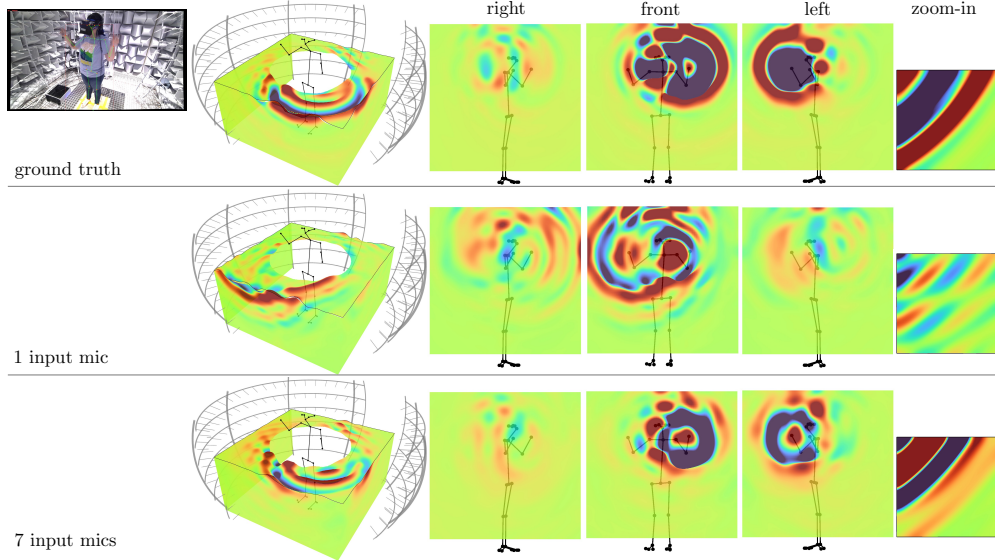 right front left zoom-in
ground truth
1 input mic
7 input mics